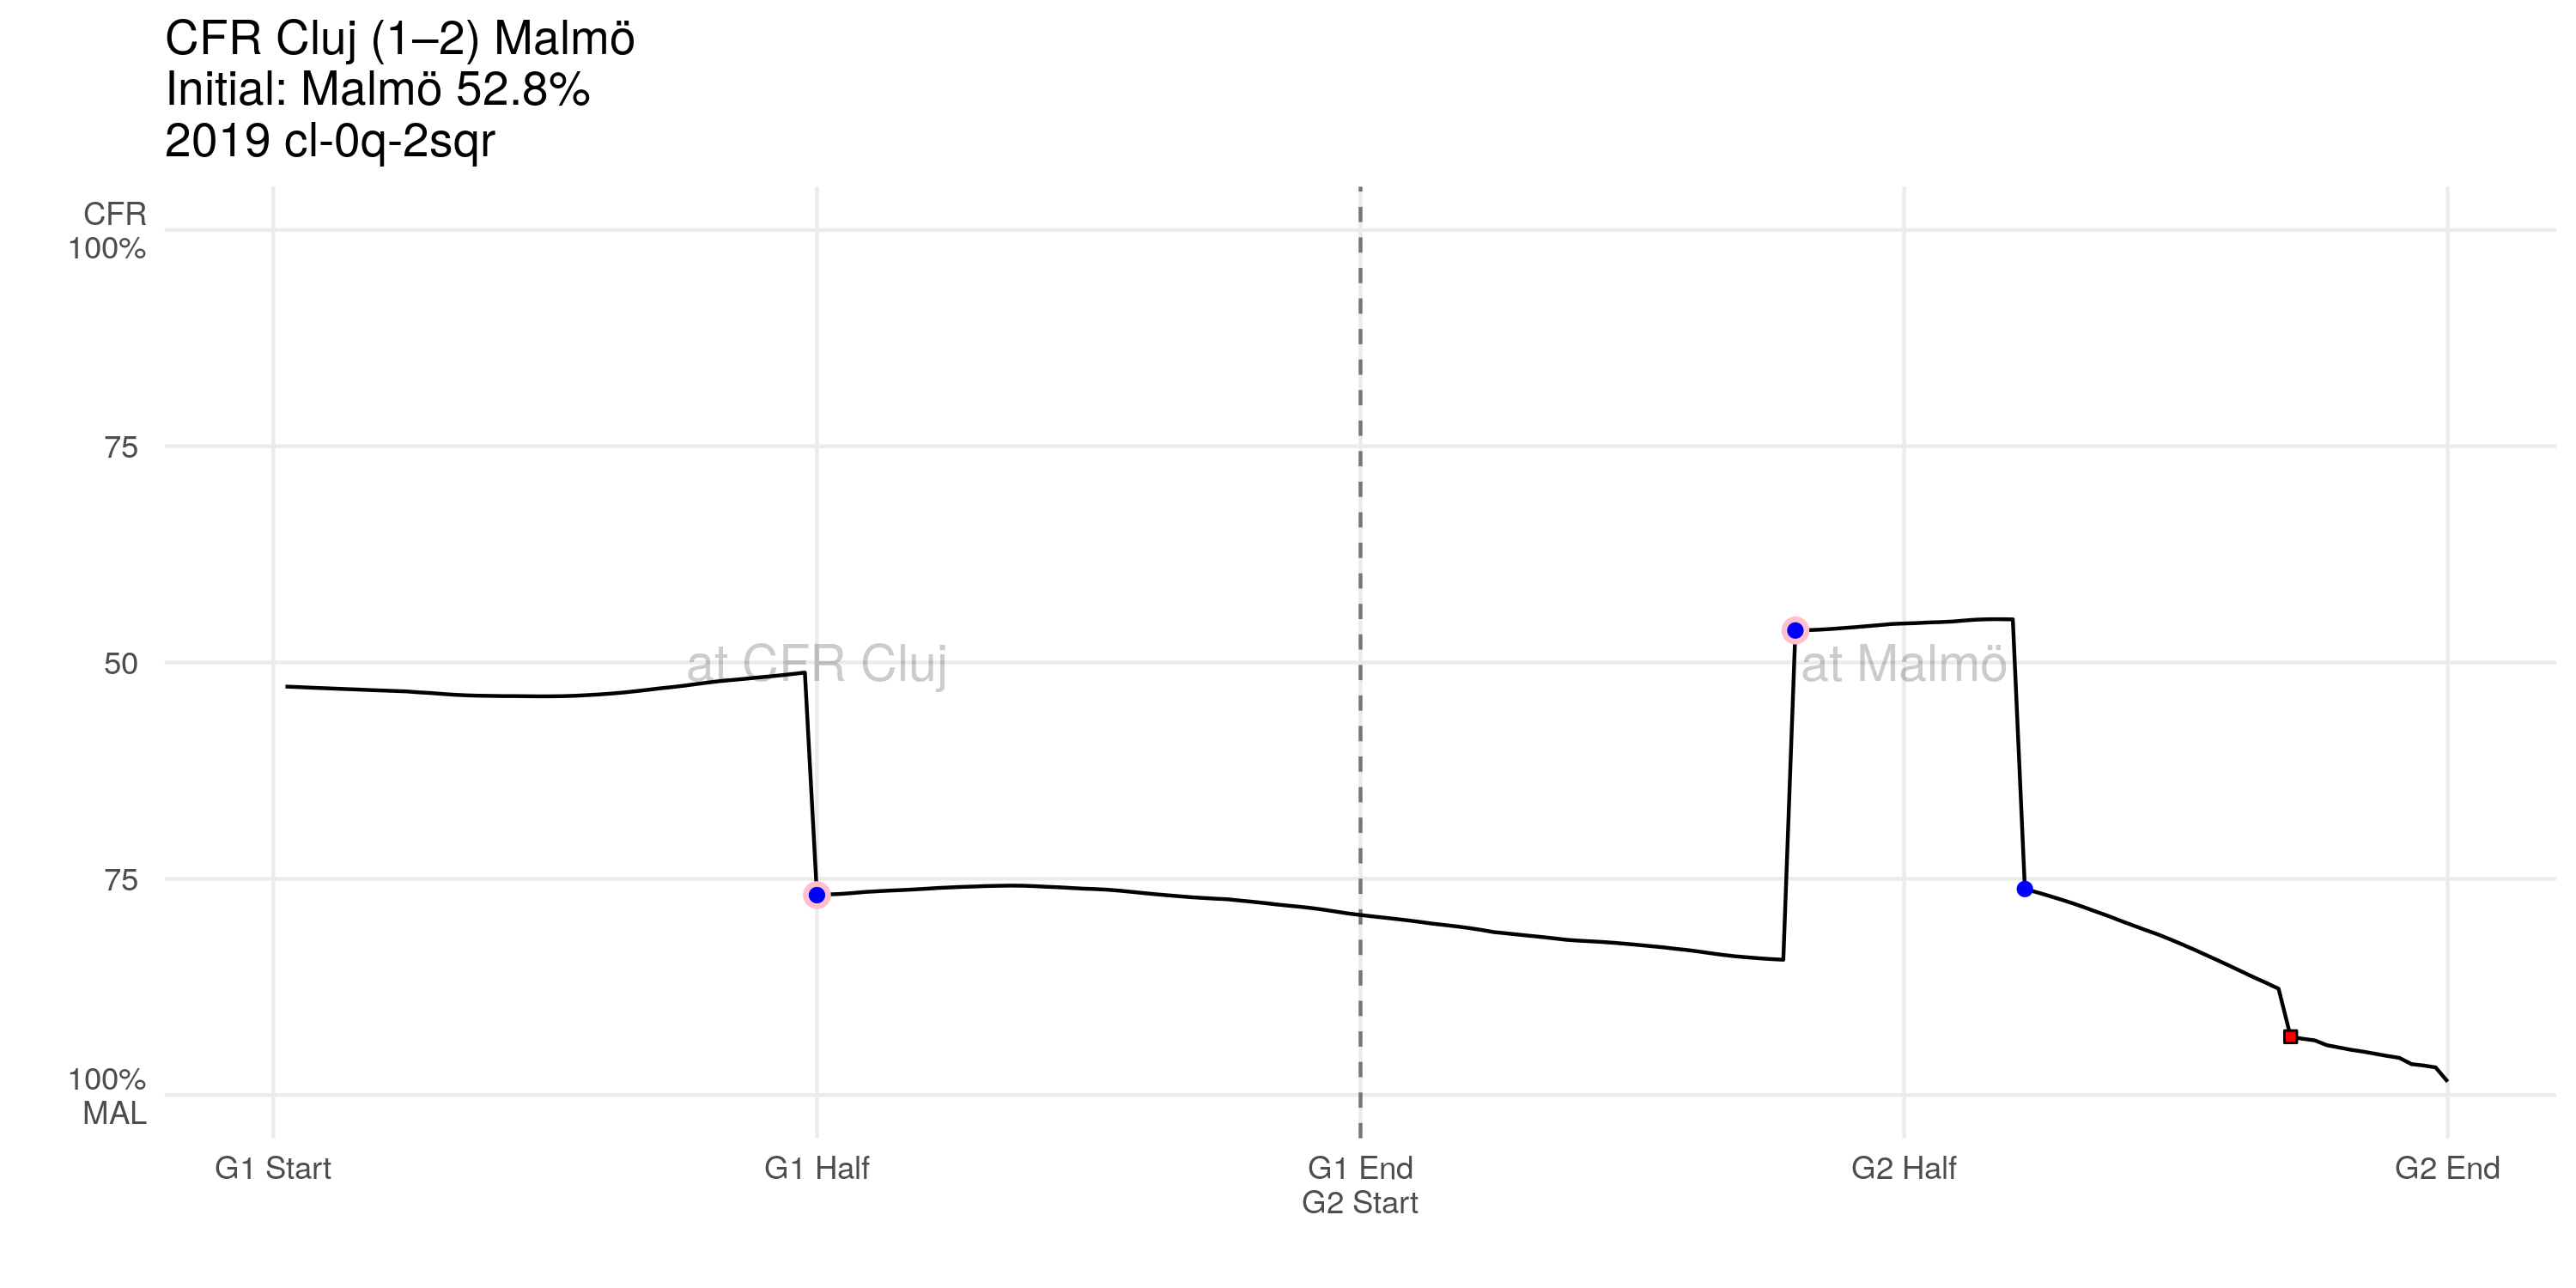 CFR Cluj (1–2) Malmö
Initial: Malmö 52.8%
2019 cl-0q-2sqr
CFR
100%
75
50
75
100%
MAL
at CFR Cluj
at Malmö
G1 Start
G1 Half
G1 End
G2 Start
G2 Half
G2 End